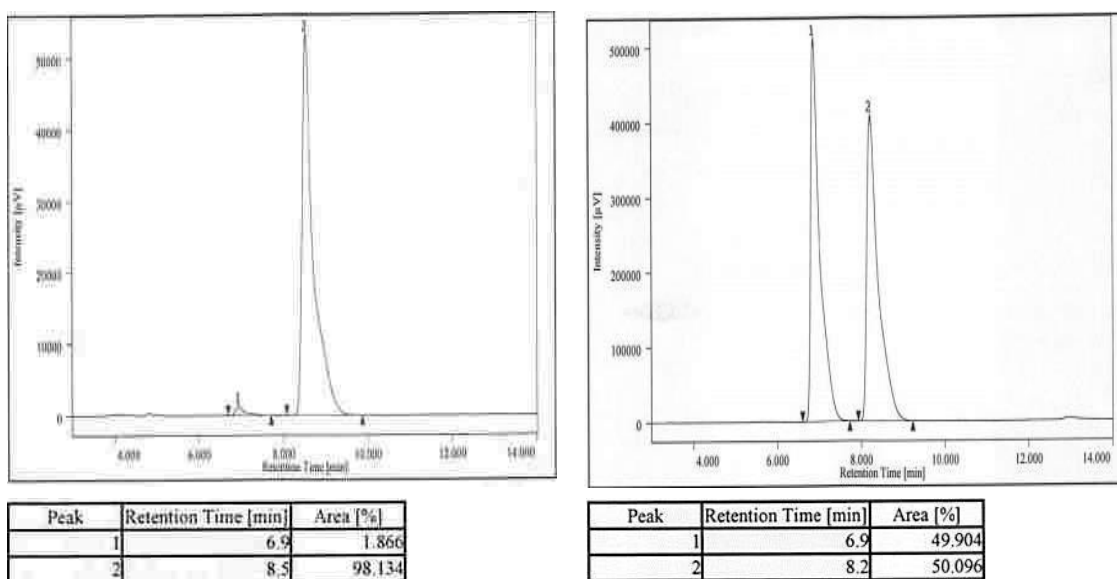 2
50000
40000
30000
20000
10000
0
Intensity [µV]
4.000 6.000 8.000 10.000 12.000 14.000
Retention Time [min]
Peak Retention Time [min] Area [%]
1 6.9 1.866
2 8.5 98.134
1
2
500000
400000
300000
200000
100000
0
Intensity [µV]
4.000 6.000 8.000 10.000 12.000 14.000
Retention Time [min]
Peak Retention Time [min] Area [%]
1 6.9 49.904
2 8.2 50.096